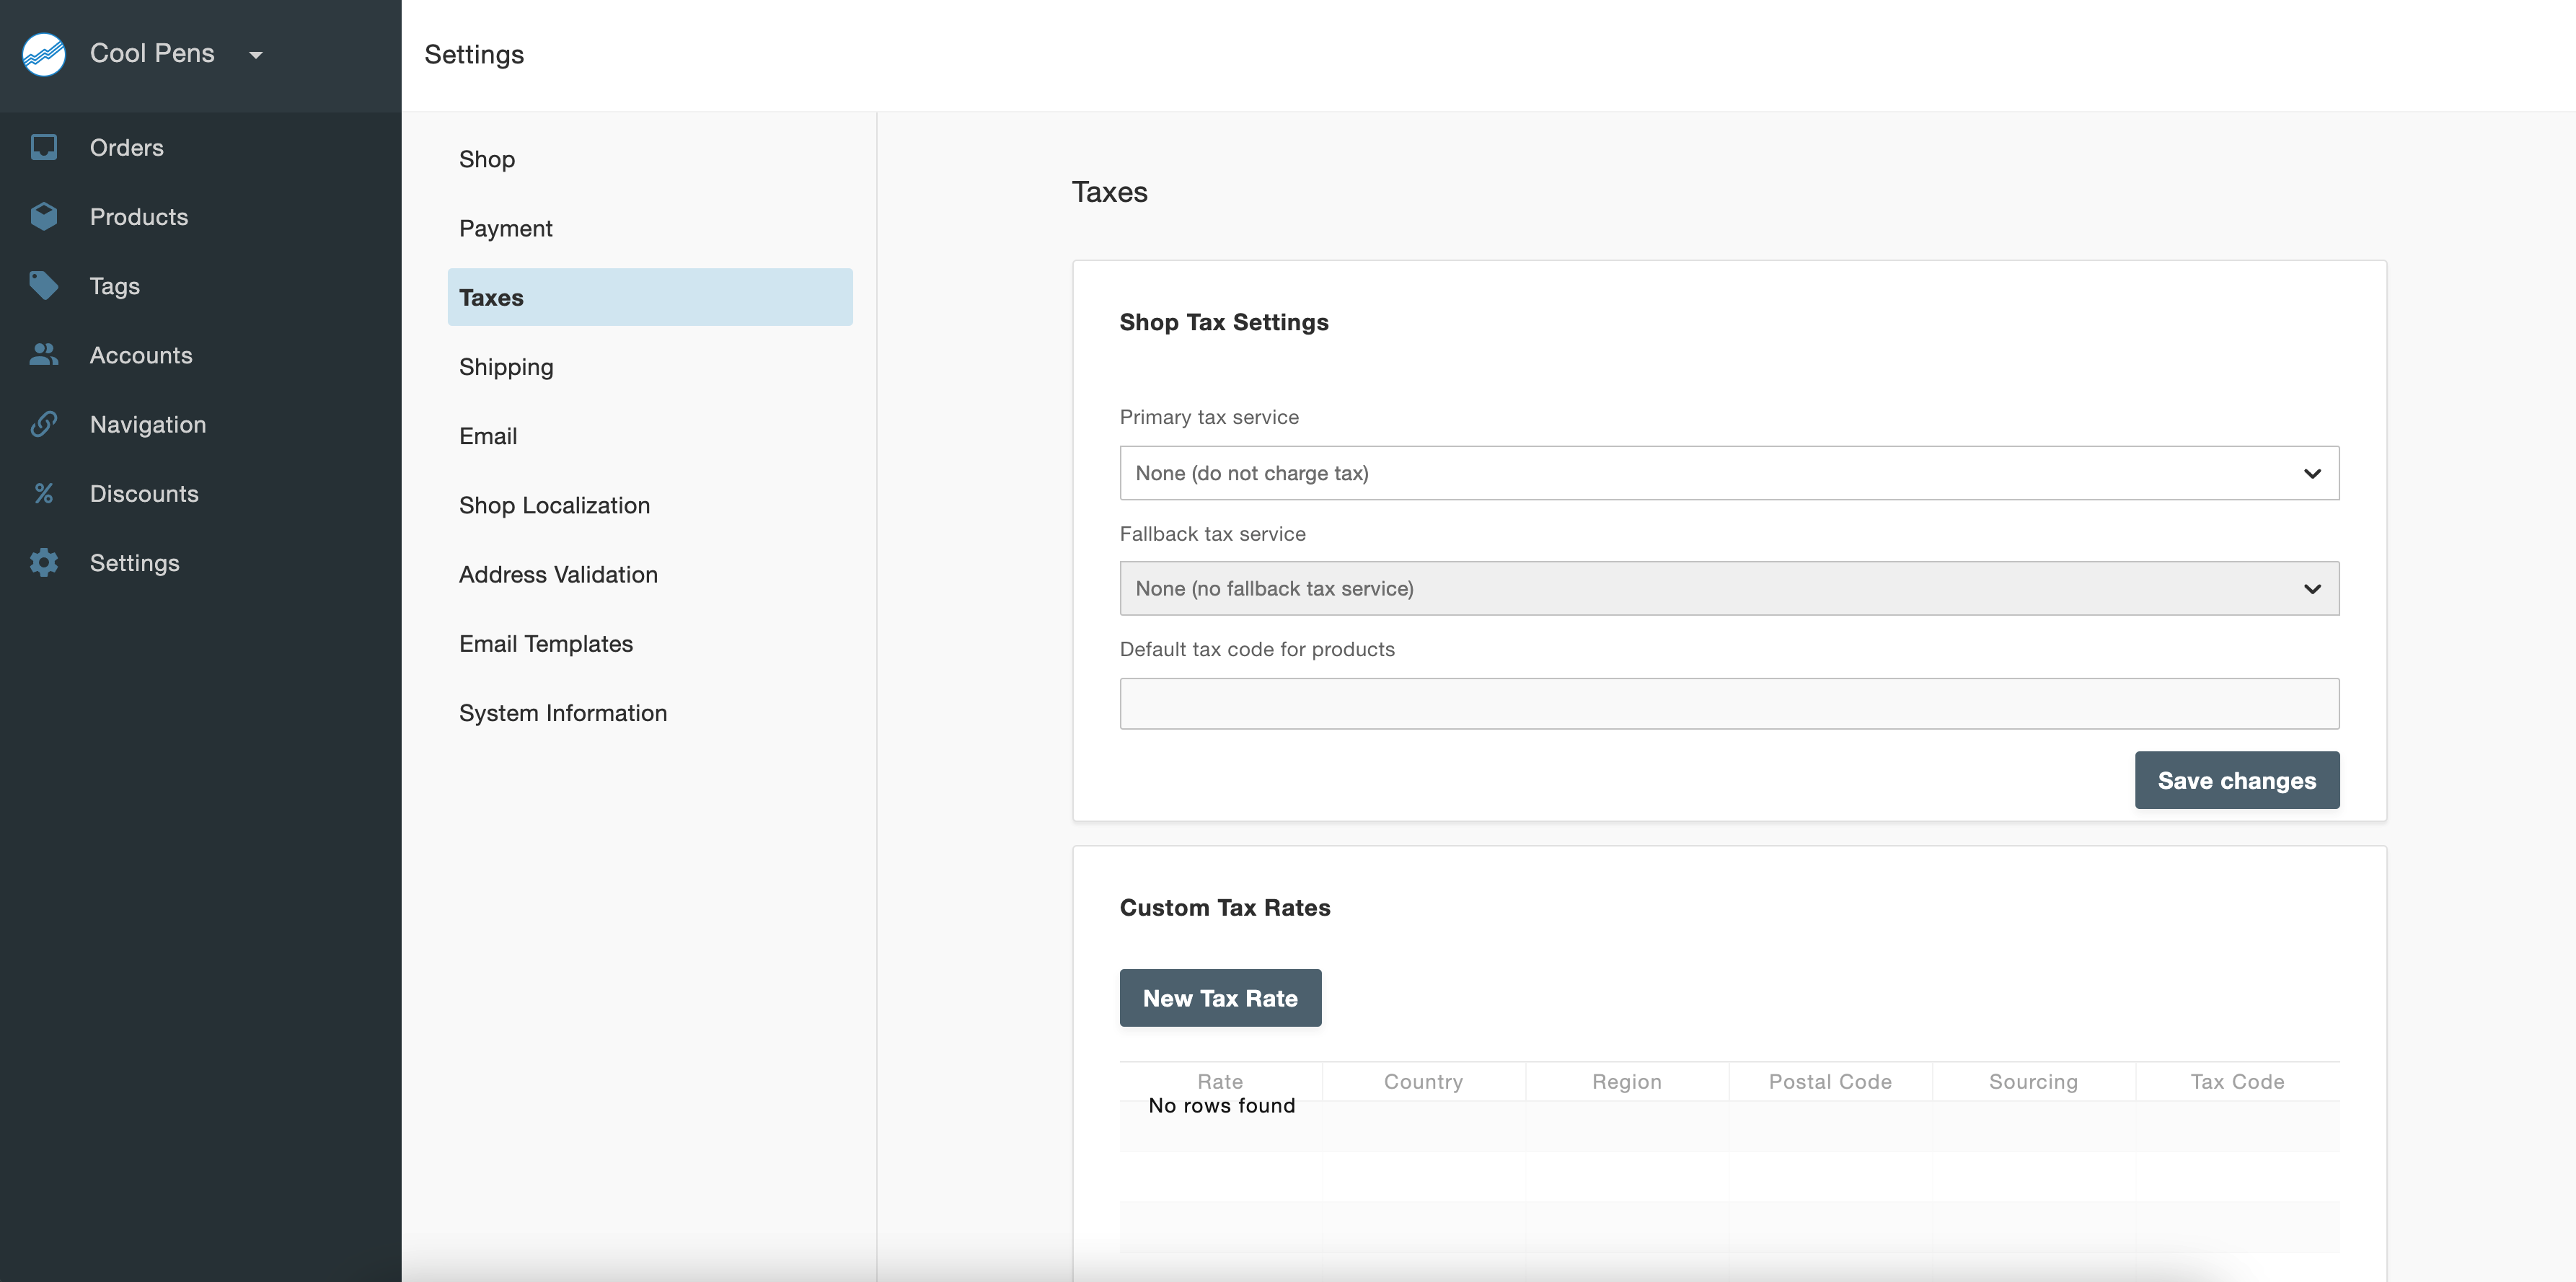 Cool Pens
Settings
Orders
Products
Tags
Accounts
Navigation
Discounts
Settings
Shop
Payment
Taxes
Shipping
Email
Shop Localization
Address Validation
Email Templates
System Information
Taxes
Shop Tax Settings
Primary tax service
None (do not charge tax)
Fallback tax service
None (no fallback tax service)
Default tax code for products
Save changes
Custom Tax Rates
New Tax Rate
Rate Country Region Postal Code Sourcing Tax Code
No rows found